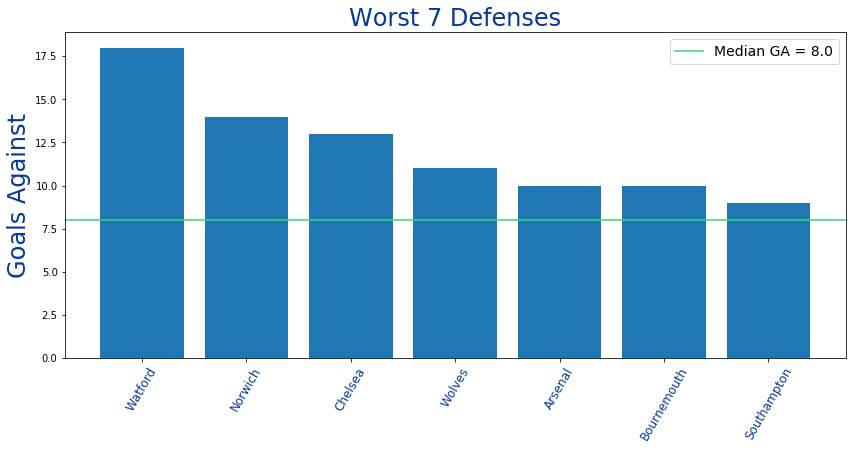 Worst 7 Defenses
Median GA = 8.0
Goals Against
17.5
15.0
12.5
10.0
7.5
5.0
2.5
0.0
Watford
Norwich
Chelsea
Wolves
Arsenal
Bournemouth
Southampton